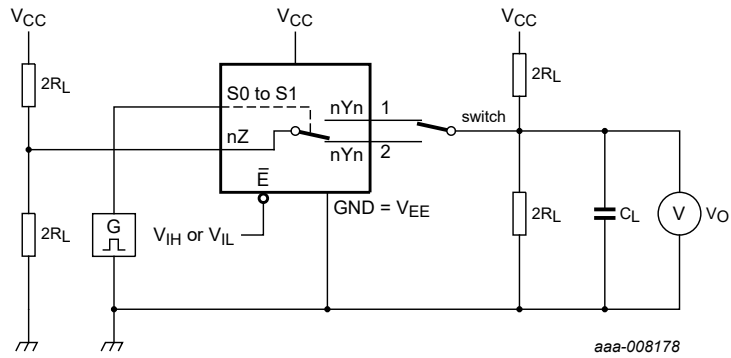 VCC
VCC
VCC
2RL
2RL
S0 to S1
nYn
1
switch
nZ
nYn
2
E̅
2RL
G
2RL
CL
V
VO
GND = VEE
VIH or VIL
aaa-008178